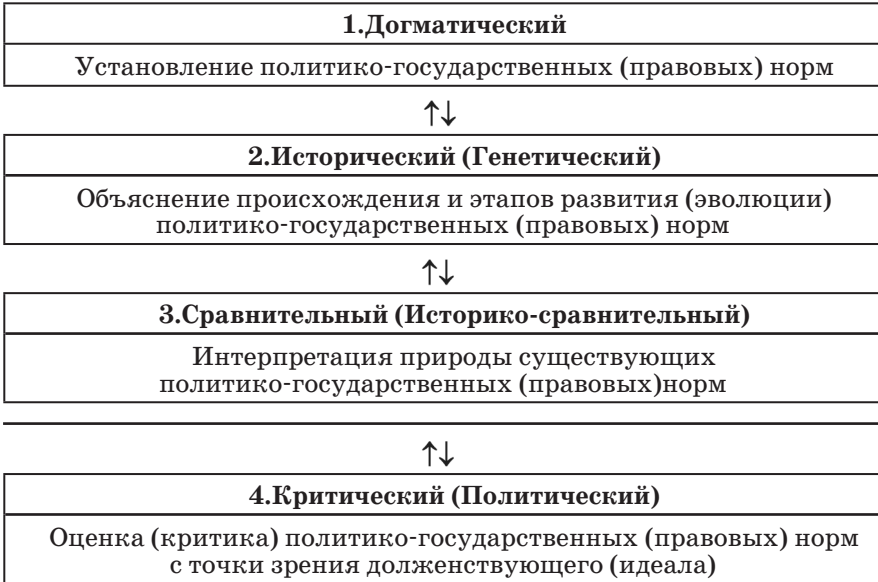 1.Догматический
Установление политико-государственных (правовых) норм
↑↓
2.Исторический (Генетический)
Объяснение происхождения и этапов развития (эволюции)
политико-государственных (правовых) норм
↑↓
3.Сравнительный (Историко-сравнительный)
Интерпретация природы существующих
политико-государственных (правовых)норм
↑↓
4.Критический (Политический)
Оценка (критика) политико-государственных (правовых) норм
с точки зрения долженствующего (идеала)